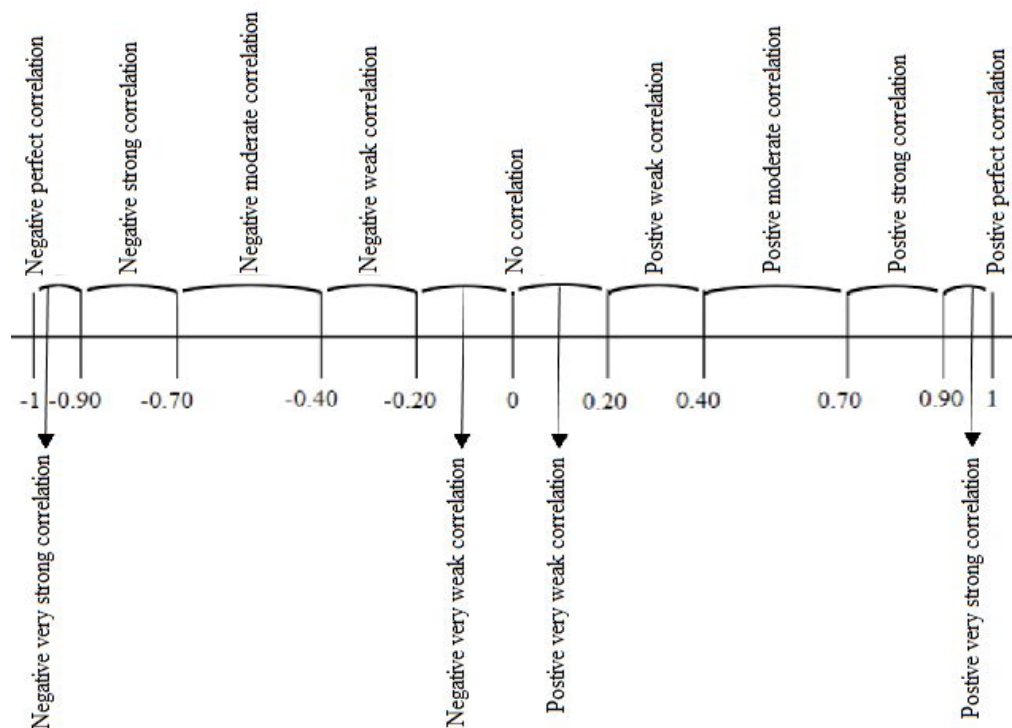 Negative perfect correlation
Negative strong correlation
Negative moderate correlation
Negative weak correlation
No correlation
Postive weak correlation
Postive moderate correlation
Postive strong correlation
Postive perfect correlation
-1 -0.90 -0.70 -0.40 -0.20 0 0.20 0.40 0.70 0.90 1
Negative very strong correlation
Negative very weak correlation
Postive very weak correlation
Postive very strong correlation